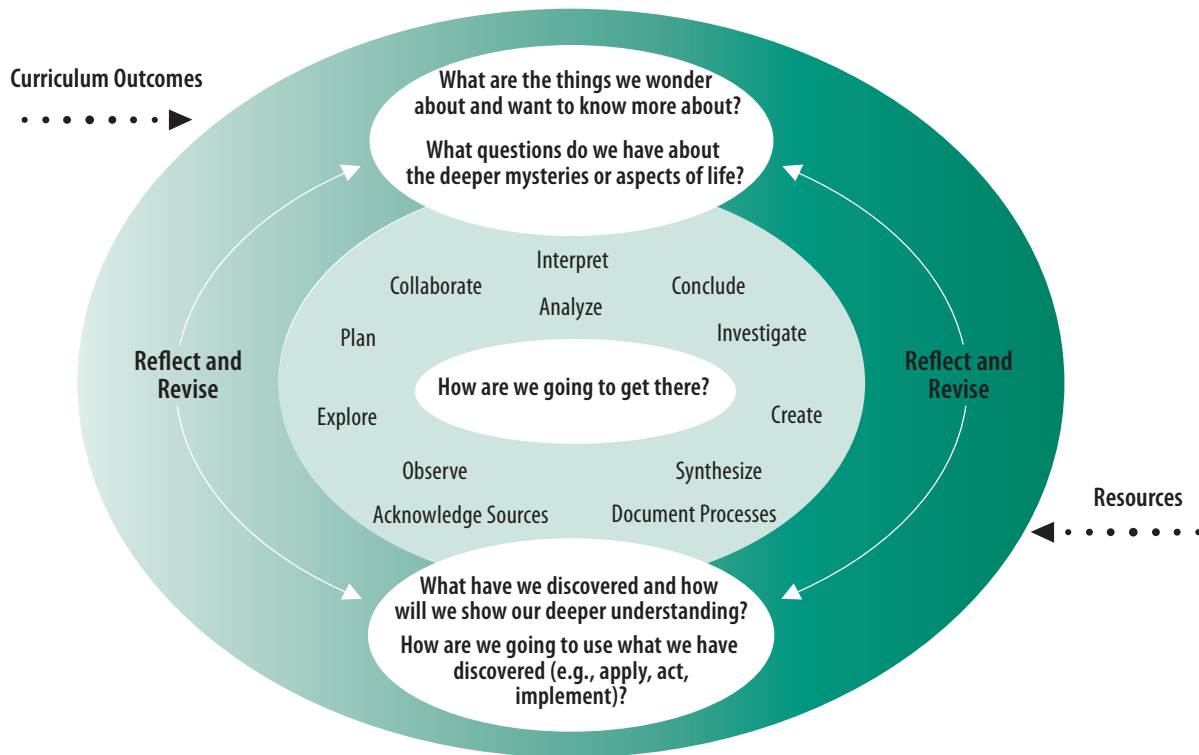 Curriculum Outcomes
What are the things we wonder
about and want to know more about?
What questions do we have about
the deeper mysteries or aspects of life?
Interpret
Collaborate
Conclude
Analyze
Plan
Investigate
Reflect and
Revise
How are we going to get there?
Reflect and
Revise
Explore
Create
Observe
Synthesize
Acknowledge Sources
Document Processes
Resources
What have we discovered and how
will we show our deeper understanding?
How are we going to use what we have
discovered (e.g., apply, act,
implement)?